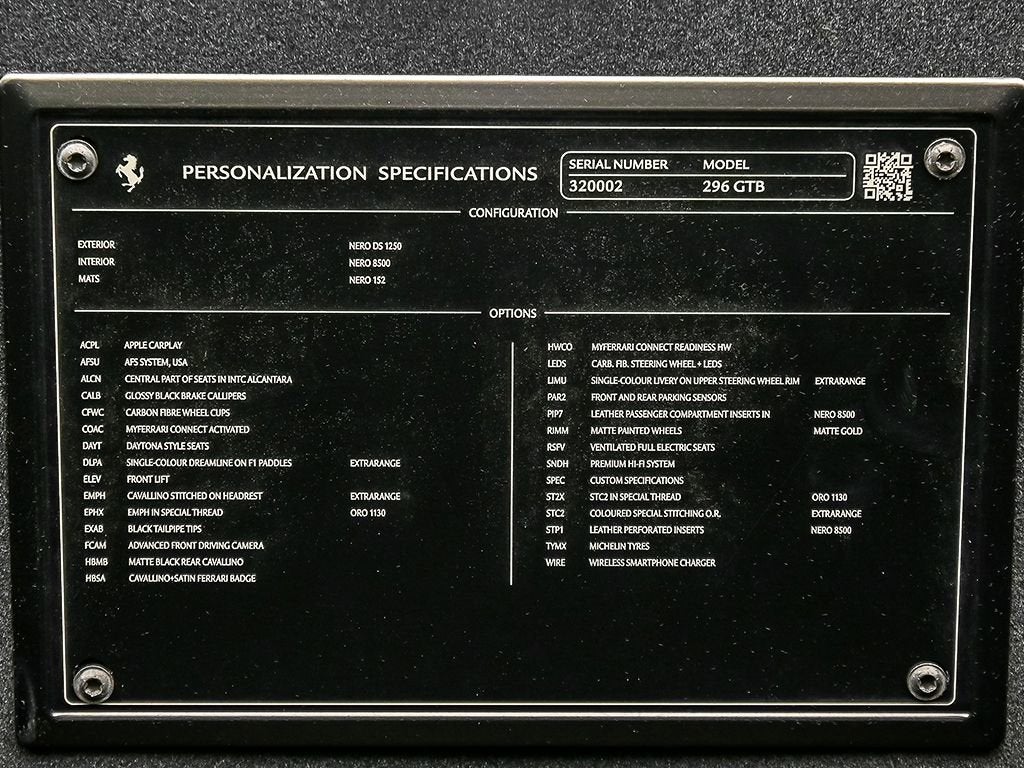 PERSONALIZATION SPECIFICATIONS
SERIAL NUMBER MODEL
320002 296 GTB
CONFIGURATION
EXTERIOR NERO DS 1250
INTERIOR NERO 8500
MATS NERO 152
OPTIONS
ACPL APPLE CARPLAY
AFSU AFS SYSTEM, USA
ALCN CENTRAL PART OF SEATS IN INTC ALCANTARA
CALB GLOSSY BLACK BRAKE CALLIPERS
CFWC CARBON FIBRE WHEEL CUPS
COAC MYFERRARI CONNECT ACTIVATED
DAYT DAYTONA STYLE SEATS
DLPA SINGLE-COLOUR DREAMLINE ON F1 PADDLES EXTRARANGE
ELEV FRONT LIFT
EMPH CAVALLINO STITCHED ON HEADREST EXTRARANGE
EPHX EMPH IN SPECIAL THREAD ORO 1130
EXAB BLACK TAILPIPE TIPS
FCAM ADVANCED FRONT DRIVING CAMERA
HBMB MATTE BLACK REAR CAVALLINO
HBSA CAVALLINO+SATIN FERRARI BADGE
HWCO MYFERRARI CONNECT READINESS HW
LEDS CARB. FIB. STEERING WHEEL + LEDS
LIMU SINGLE-COLOUR LIVERY ON UPPER STEERING WHEEL RIM EXTRARANGE
PAR2 FRONT AND REAR PARKING SENSORS
PIP7 LEATHER PASSENGER COMPARTMENT INSERTS IN NERO 8500
RIMM MATTE PAINTED WHEELS MATTE GOLD
RSFV VENTILATED FULL ELECTRIC SEATS
SNDH PREMIUM HI-FI SYSTEM
SPEC CUSTOM SPECIFICATIONS
ST2X STC2 IN SPECIAL THREAD ORO 1130
STC2 COLOURED SPECIAL STITCHING O.R. EXTRARANGE
STP1 LEATHER PERFORATED INSERTS NERO 8500
TYMX MICHELIN TYRES
WIRE WIRELESS SMARTPHONE CHARGER